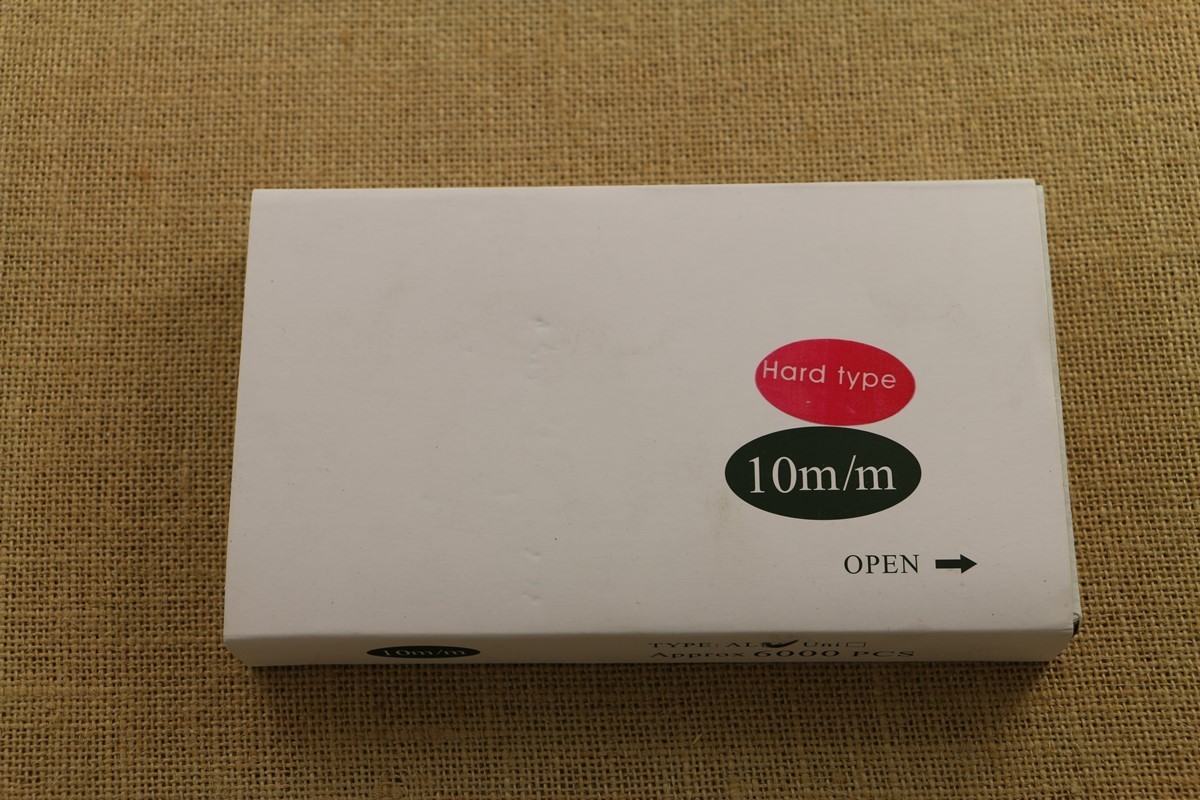 Hard type
10m/m
OPEN
10m/m
TYPE: AL Uni
Approx 6000 PCS